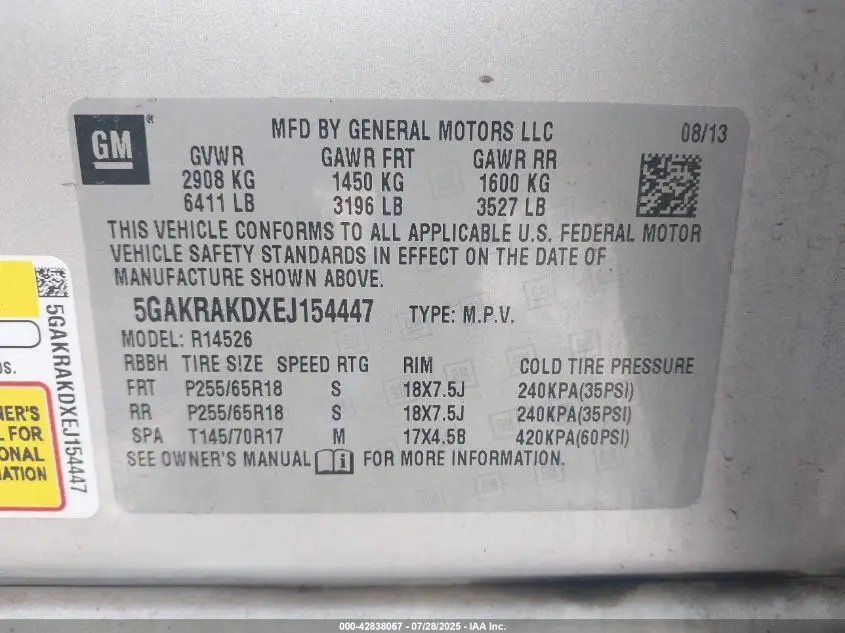 GM
MFD BY GENERAL MOTORS LLC 08/13
GVWR GAWR FRT GAWR RR
2908 KG 1450 KG 1600 KG
6411 LB 3196 LB 3527 LB
THIS VEHICLE CONFORMS TO ALL APPLICABLE U.S. FEDERAL MOTOR
VEHICLE SAFETY STANDARDS IN EFFECT ON THE DATE OF
MANUFACTURE SHOWN ABOVE.
5GAKRAKDXEJ154447 TYPE: M.P.V.
MODEL: R14526
RBBH TIRE SIZE SPEED RTG RIM COLD TIRE PRESSURE
FRT P255/65R18 S 18X7.5J 240KPA(35PSI)
RR P255/65R18 S 18X7.5J 240KPA(35PSI)
SPA T145/70R17 M 17X4.5B 420KPA(60PSI)
SEE OWNER'S MANUAL i FOR MORE INFORMATION.
5GAKRAKDXEJ154447
NER'S
FOR
ONAL
ATION
000-42838067 / 07/28/2025 - IAA Inc.